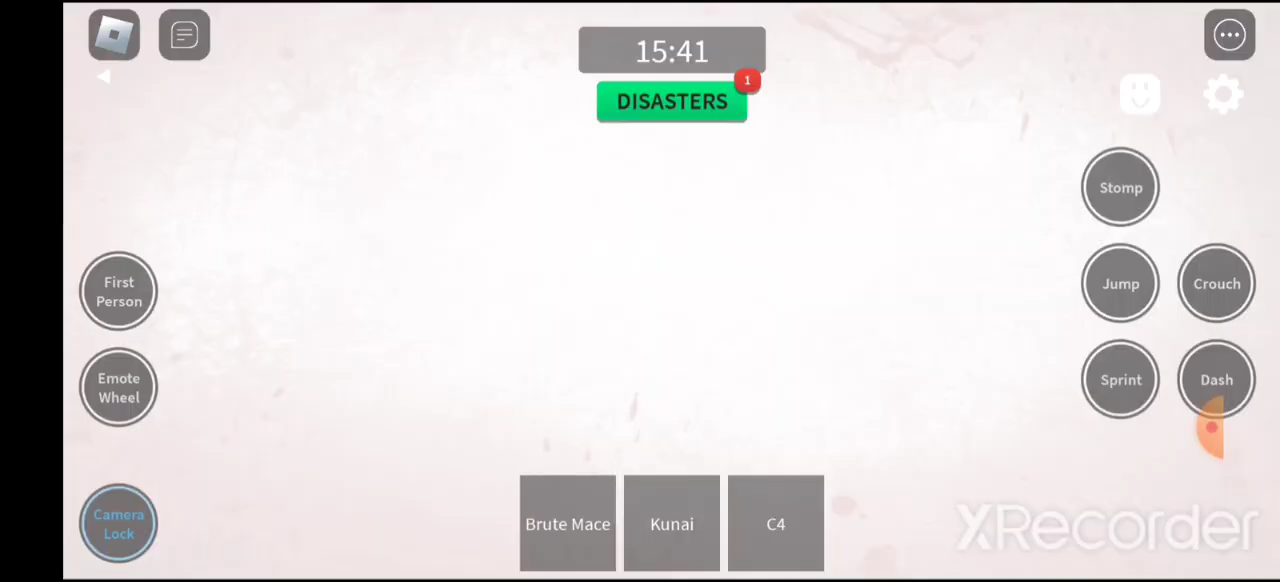 15:41
DISASTERS
1
Stomp
First
Person
Jump
Crouch
Emote
Wheel
Sprint
Dash
Camera
Lock
Brute Mace
Kunai
C4
XRecorder